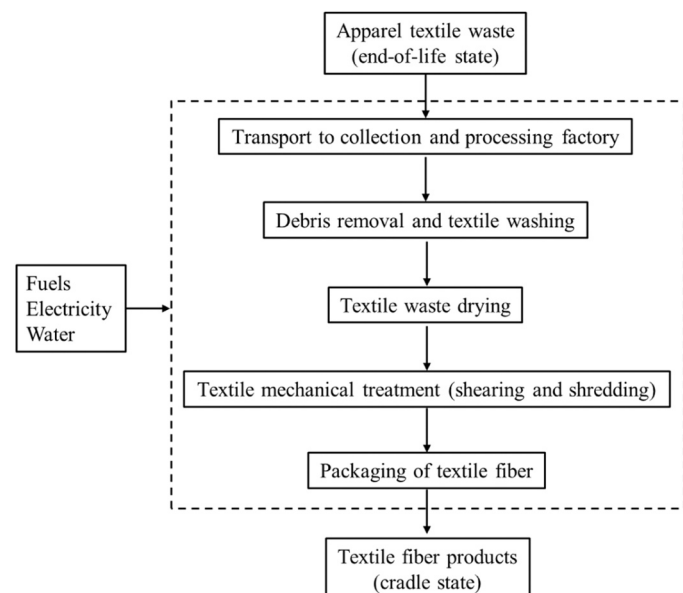 Apparel textile waste
(end-of-life state)
Transport to collection and processing factory
Debris removal and textile washing
Fuels
Electricity
Water
Textile waste drying
Textile mechanical treatment (shearing and shredding)
Packaging of textile fiber
Textile fiber products
(cradle state)